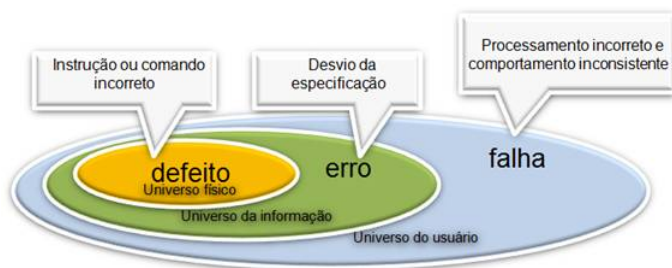 Instrução ou comando
incorreto
Desvio da
especificação
Processamento incorreto e
comportamento inconsistente
defeito
erro
falha
Universo físico
Universo da informação
Universo do usuário